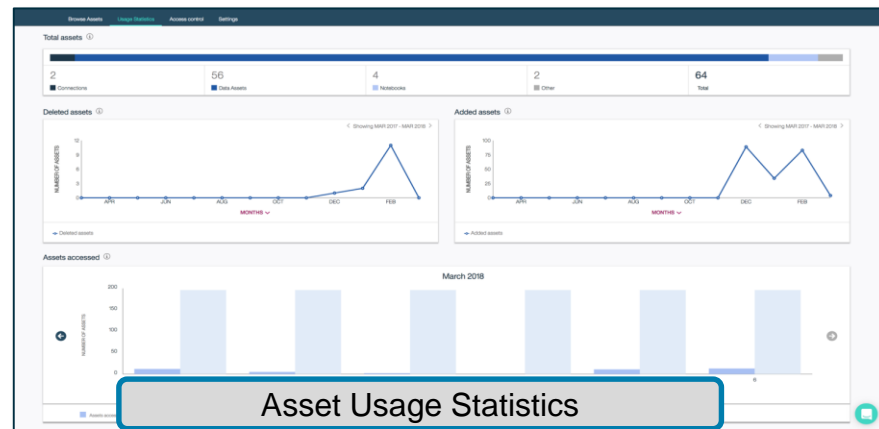 Browse Assets Usage Statistics Access control Settings
Total assets
2 56 4 2 64
Connections Data Assets Notebooks Other Total
Deleted assets Added assets
Showing MAR 2017 - MAR 2018 Showing MAR 2017 - MAR 2018
NUMBER OF ASSETS NUMBER OF ASSETS
12 100
9 75
6 50
3 25
0 0
APR JUN AUG OCT DEC FEB APR JUN AUG OCT DEC FEB
MONTHS MONTHS
Deleted assets Added assets
Assets accessed
March 2018
NUMBER OF ASSETS
200
150
100
50
0
6
Asset Usage Statistics